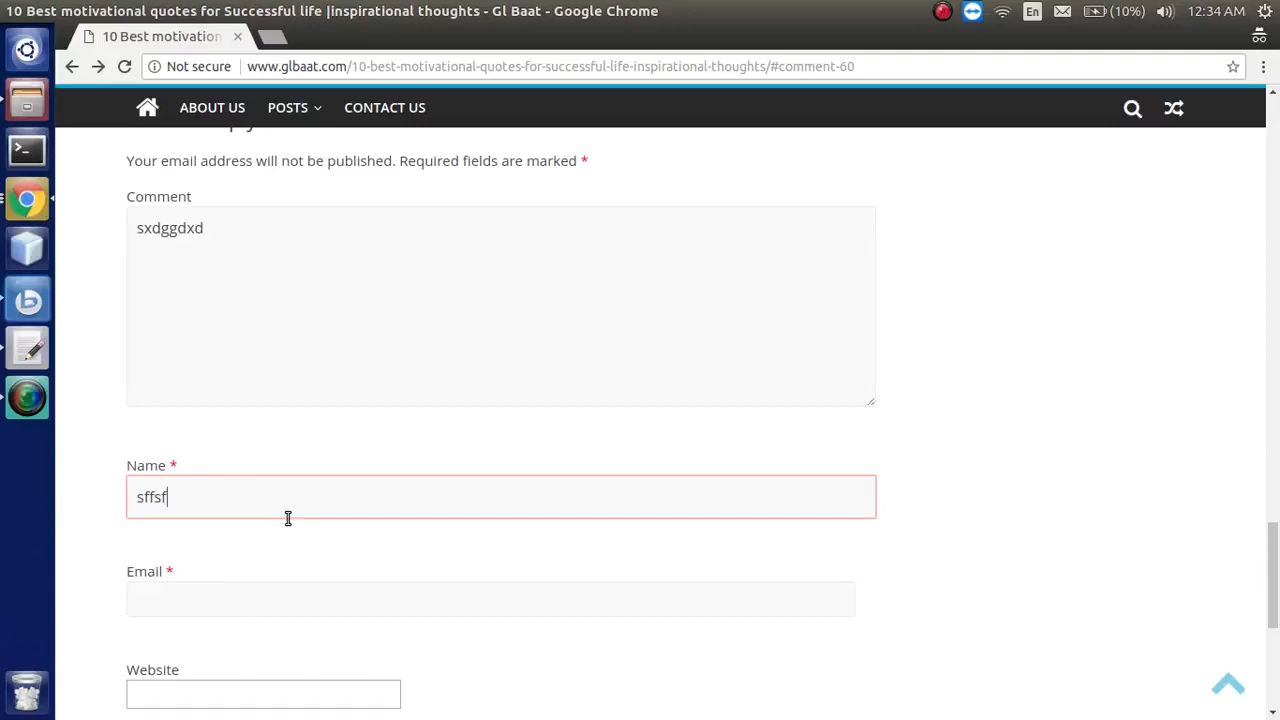 10 Best motivational quotes for Successful life |inspirational thoughts - Gl Baat - Google Chrome
En
(10%)
12:34 AM
10 Best motivation
Not secure
www.glbaat.com/10-best-motivational-quotes-for-successful-life-inspirational-thoughts/#comment-60
ABOUT US
POSTS
CONTACT US
Your email address will not be published. Required fields are marked *
Comment
sxdggdxd
Name *
sffsf
Email *
Website